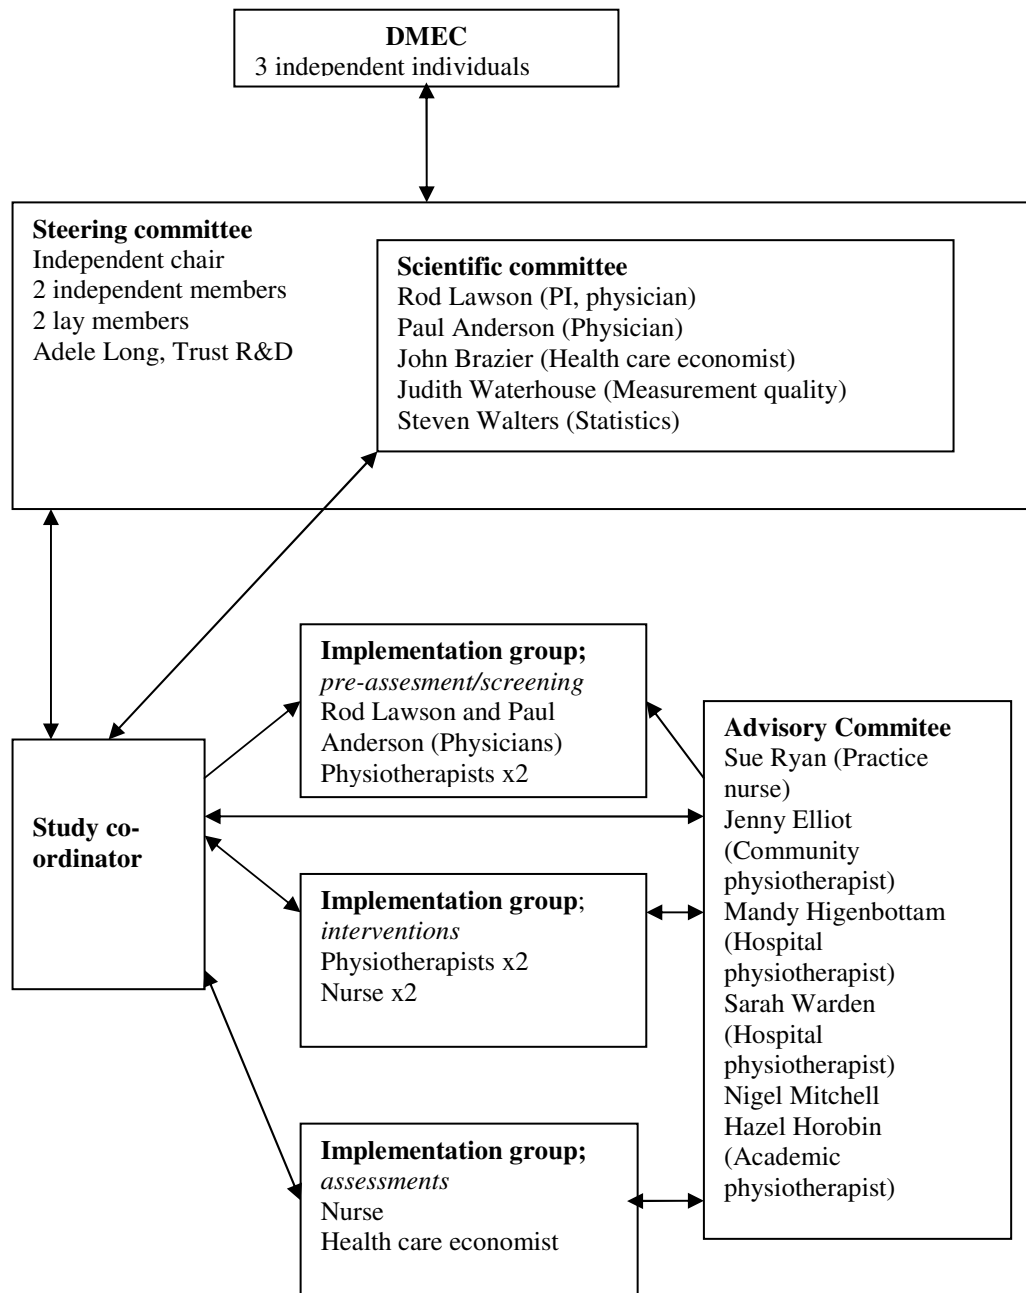 DMEC
3 independent individuals
Steering committee
Independent chair
2 independent members
2 lay members
Adele Long, Trust R&D
Scientific committee
Rod Lawson (PI, physician)
Paul Anderson (Physician)
John Brazier (Health care economist)
Judith Waterhouse (Measurement quality)
Steven Walters (Statistics)
Implementation group;
pre-assesment/screening
Rod Lawson and Paul
Anderson (Physicians)
Physiotherapists x2
Study co-
ordinator
Implementation group;
interventions
Physiotherapists x2
Nurse x2
Implementation group;
assessments
Nurse
Health care economist
Advisory Commitee
Sue Ryan (Practice
nurse)
Jenny Elliot
(Community
physiotherapist)
Mandy Higenbottam
(Hospital
physiotherapist)
Sarah Warden
(Hospital
physiotherapist)
Nigel Mitchell
Hazel Horobin
(Academic
physiotherapist)